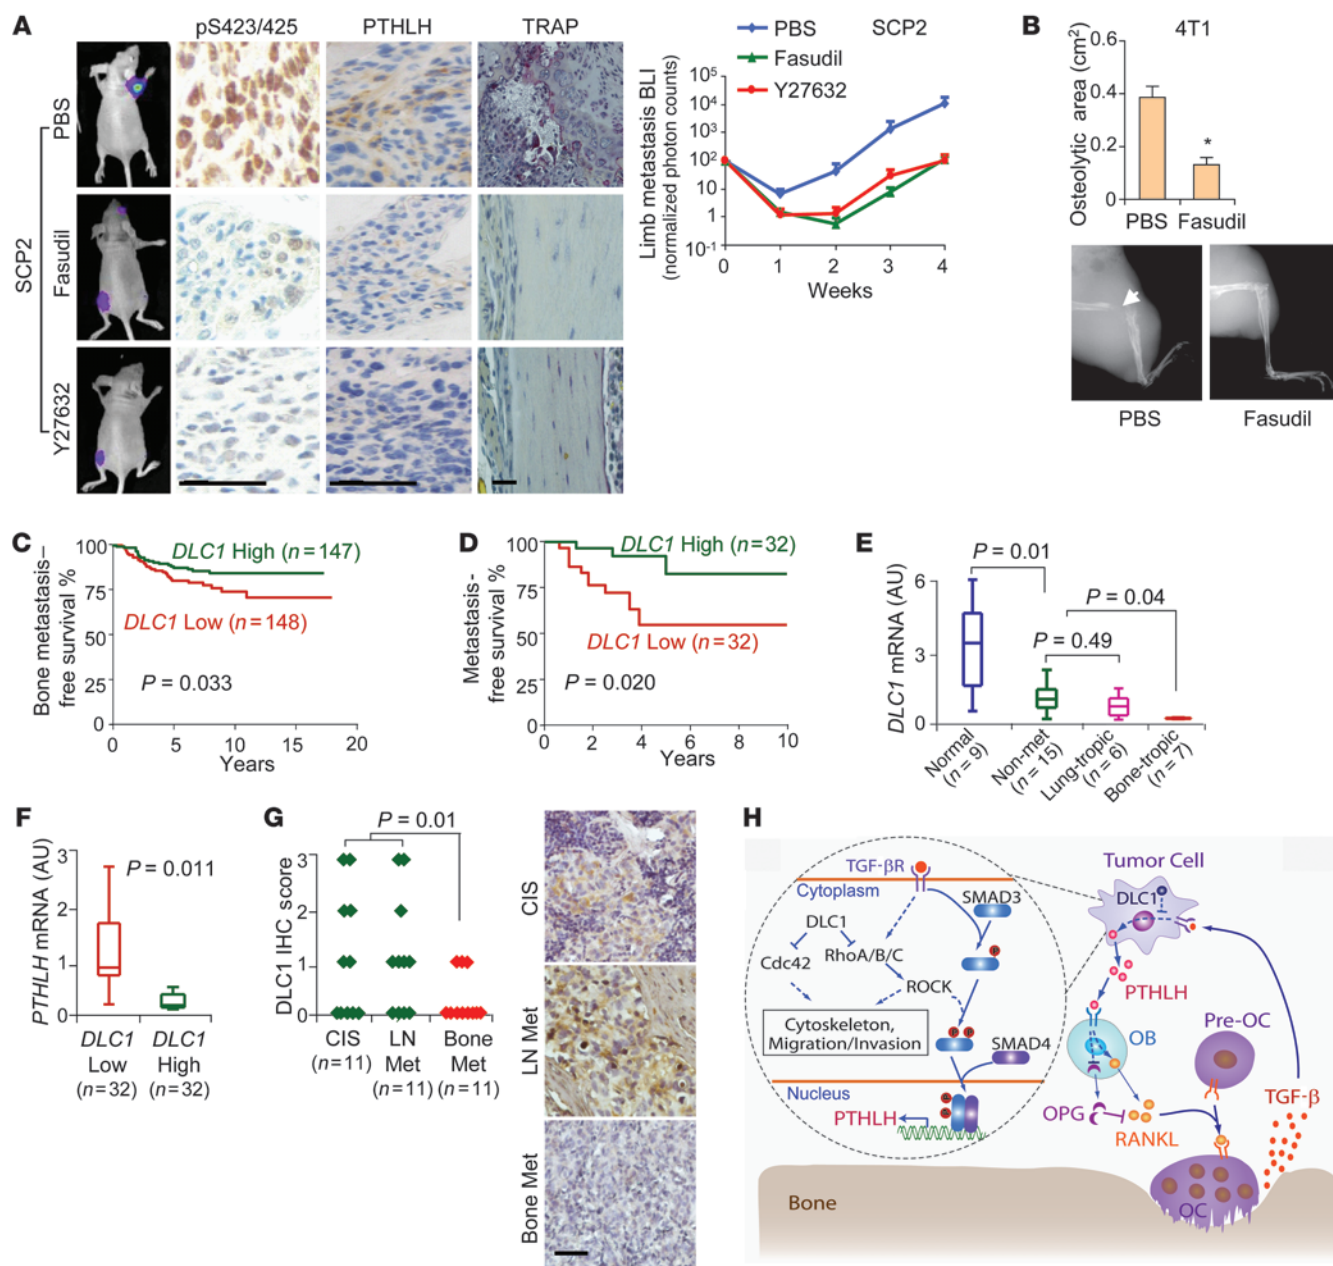 A
pS423/425
PTHLH
TRAP
SCP2
PBS
Fasudil
Y27632
PBS
Fasudil
Y27632
SCP2
Limb metastasis BLI
(normalized photon counts)
10⁵
10⁴
10³
10²
10
1
10⁻¹
0
1
2
3
4
Weeks
B
4T1
Osteolytic area (cm²)
0.6
0.4
0.2
0
*
PBS
Fasudil
PBS
Fasudil
C
Bone metastasis–
free survival %
100
75
50
25
0
DLC1 High (n = 147)
DLC1 Low (n = 148)
P = 0.033
0
5
10
15
20
Years
D
Metastasis-
free survival %
100
75
50
25
0
DLC1 High (n = 32)
DLC1 Low (n = 32)
P = 0.020
0
2
4
6
8
10
Years
E
DLC1 mRNA (AU)
6
3
0
P = 0.01
P = 0.04
P = 0.49
Normal
(n = 9)
Non-met
(n = 15)
Lung-tropic
(n = 6)
Bone-tropic
(n = 7)
F
PTHLH mRNA (AU)
3
2
1
0
P = 0.011
DLC1
Low
(n=32)
DLC1
High
(n=32)
G
DLC1 IHC score
3
2
1
0
P = 0.01
CIS
(n=11)
LN
Met
(n=11)
Bone
Met
(n=11)
CIS
LN Met
Bone Met
H
TGF-βR
Cytoplasm
SMAD3
DLC1
Cdc42
RhoA/B/C
P
ROCK
Cytoskeleton,
Migration/Invasion
P
P
SMAD4
Nucleus
P
P
PTHLH
Tumor Cell
DLC1
PTHLH
OB
Pre-OC
OPG
RANKL
TGF-β
OC
Bone